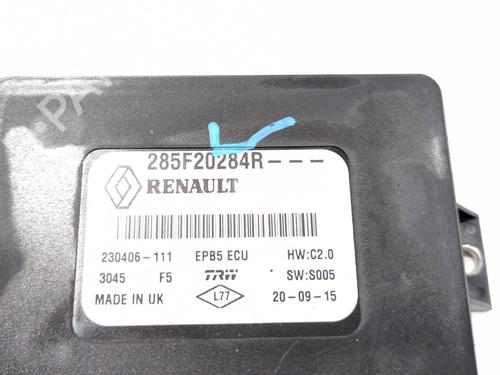 285F20284R---
RENAULT
230406-111 EPB5 ECU HW:C2.0
3045 F5 TRW SW:S005
MADE IN UK L77 20-09-15